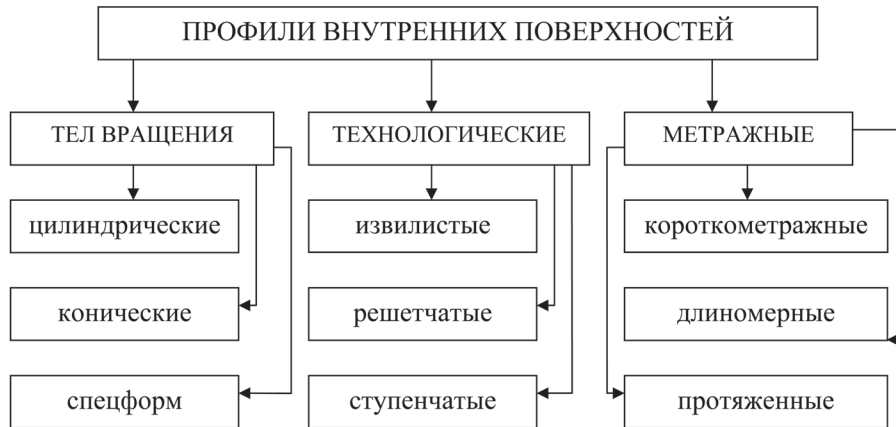 ПРОФИЛИ ВНУТРЕННИХ ПОВЕРХНОСТЕЙ
ТЕЛ ВРАЩЕНИЯ
ТЕХНОЛОГИЧЕСКИЕ
МЕТРАЖНЫЕ
цилиндрические
извилистые
короткометражные
конические
решетчатые
длиномерные
спецформ
ступенчатые
протяженные